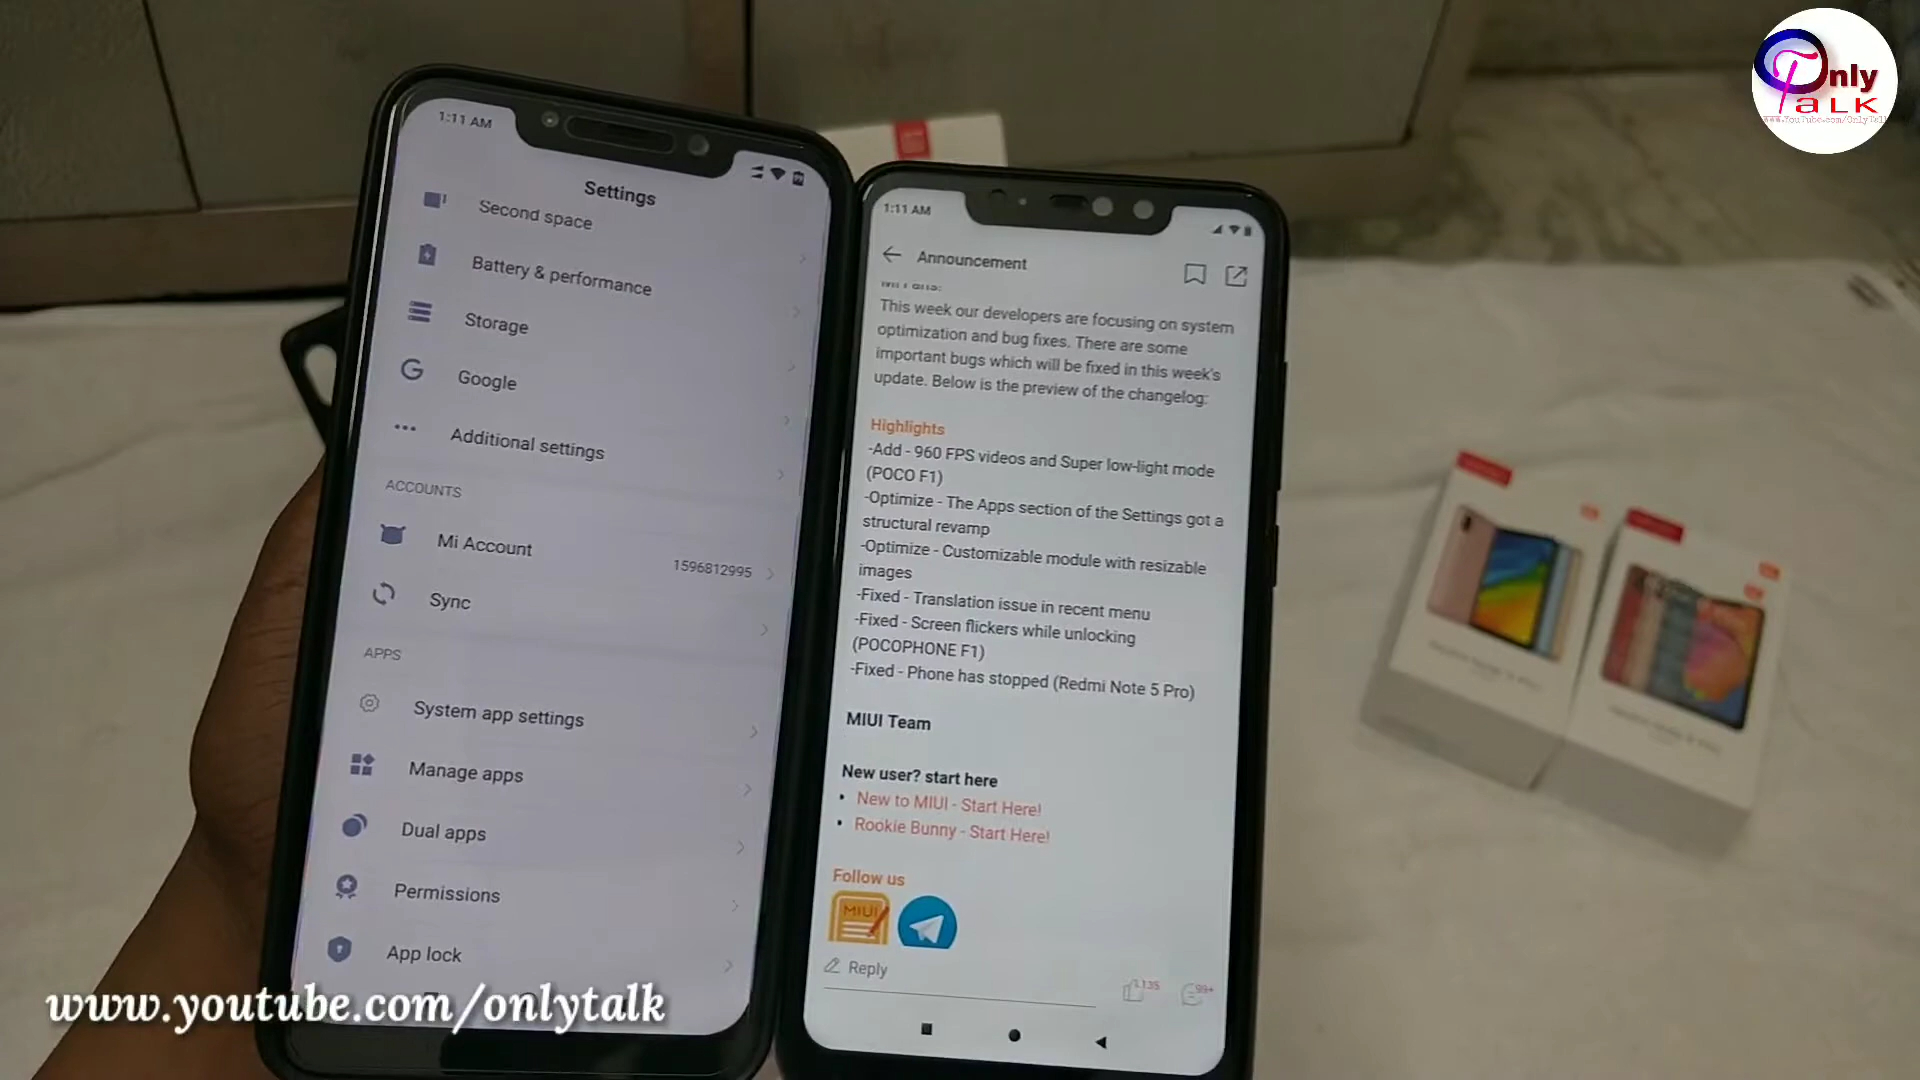 Only
TALK
1:11 AM
Settings
Second space
Battery & performance
Storage
Google
Additional settings
ACCOUNTS
Mi Account
1596812995
Sync
APPS
System app settings
Manage apps
Dual apps
Permissions
App lock
1:11 AM
Announcement
This week our developers are focusing on system
optimization and bug fixes. There are some
important bugs which will be fixed in this week's
update. Below is the preview of the changelog:
Highlights
-Add - 960 FPS videos and Super low-light mode
(POCO F1)
-Optimize - The Apps section of the Settings got a
structural revamp
-Optimize - Customizable module with resizable
images
-Fixed - Translation issue in recent menu
-Fixed - Screen flickers while unlocking
(POCOPHONE F1)
-Fixed - Phone has stopped (Redmi Note 5 Pro)
MIUI Team
New user? start here
• New to MIUI - Start Here!
• Rookie Bunny - Start Here!
Follow us
MIUI
Reply
99+
www.youtube.com/onlytalk